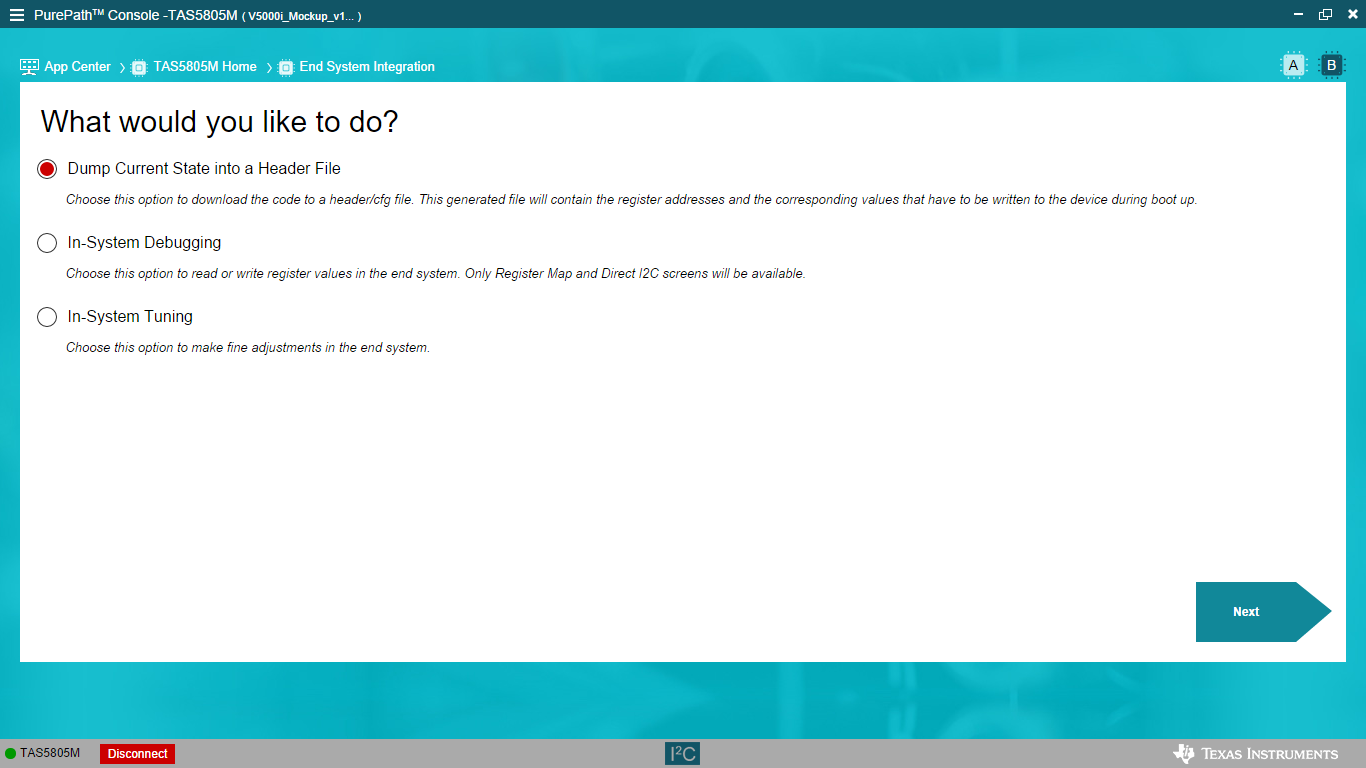 PurePath™ Console -TAS5805M ( V5000i_Mockup_v1... )
App Center > TAS5805M Home > End System Integration A B
What would you like to do?
Dump Current State into a Header File
Choose this option to download the code to a header/cfg file. This generated file will contain the register addresses and the corresponding values that have to be written to the device during boot up.
In-System Debugging
Choose this option to read or write register values in the end system. Only Register Map and Direct I2C screens will be available.
In-System Tuning
Choose this option to make fine adjustments in the end system.
Next
TAS5805M Disconnect I²C TEXAS INSTRUMENTS